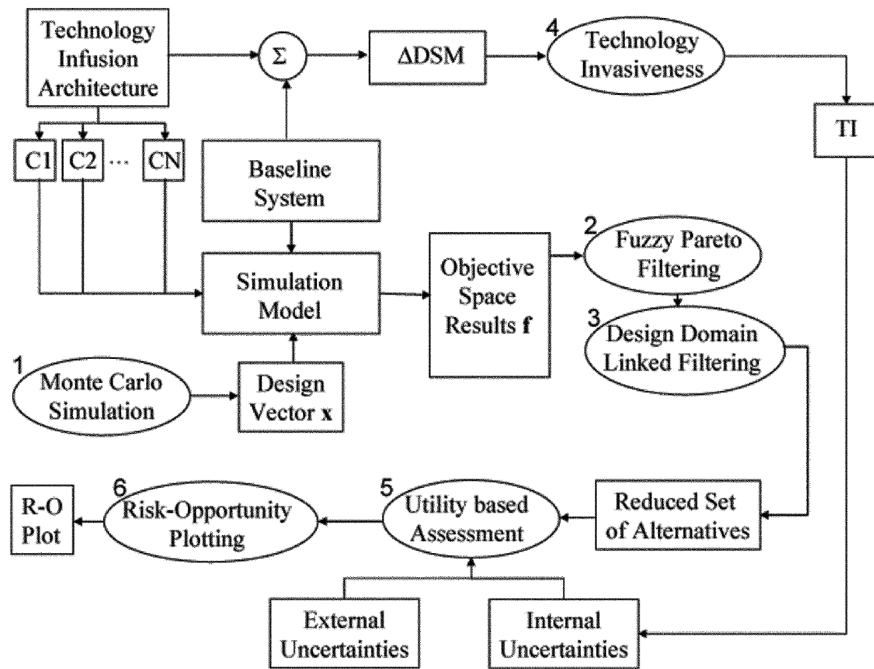 Technology
Infusion
Architecture
Σ
ΔDSM
4
Technology
Invasiveness
TI
C1
C2
...
CN
Baseline
System
Simulation
Model
Objective
Space
Results f
2
Fuzzy Pareto
Filtering
3
Design Domain
Linked Filtering
1
Monte Carlo
Simulation
Design
Vector x
R-O
Plot
6
Risk-Opportunity
Plotting
5
Utility based
Assessment
Reduced Set
of Alternatives
External
Uncertainties
Internal
Uncertainties